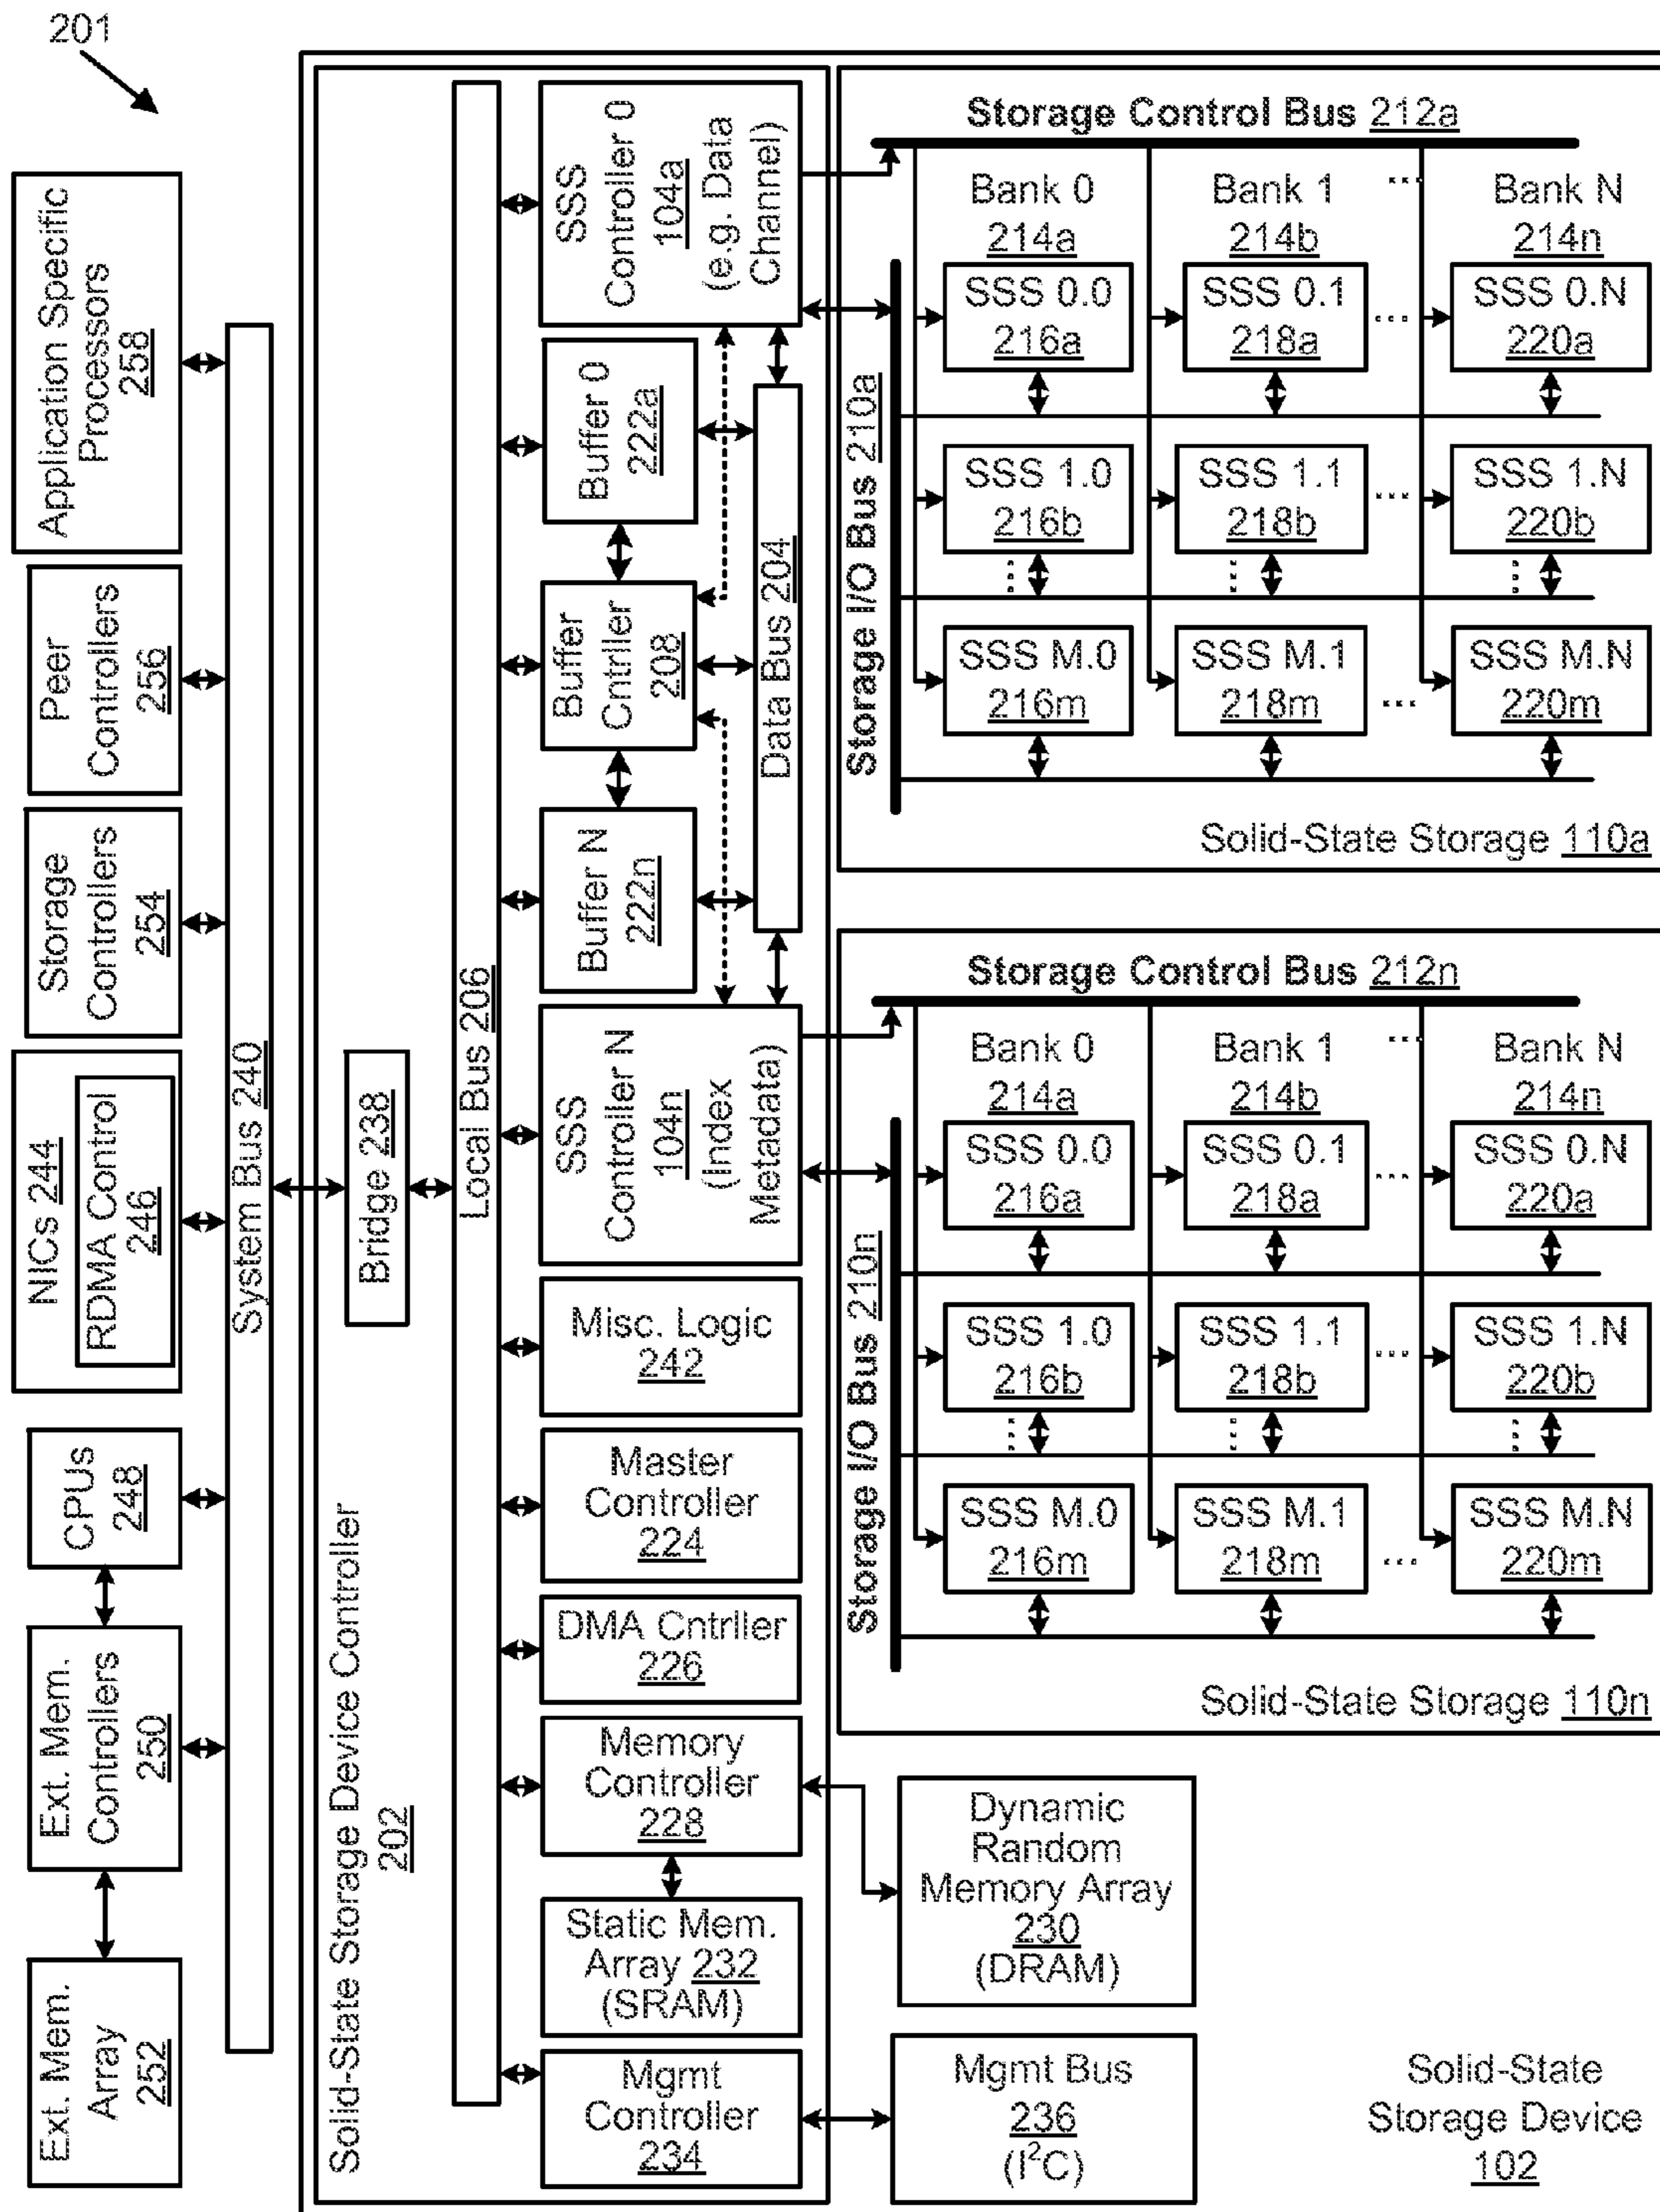 201
Application Specific
Processors
258
Peer
Controllers
256
Storage
Controllers
254
NICs 244
RDMA Control
246
CPUs
248
Ext. Mem.
Controllers
250
Ext. Mem.
Array
252
System Bus 240
Solid-State Storage Device Controller
202
Bridge 238
Local Bus 206
SSS
Controller 0
104a
(e.g. Data
Channel)
Buffer 0
222a
Buffer
Cntrller
208
Buffer N
222n
Data Bus 204
SSS
Controller N
104n
(Index
Metadata)
Misc. Logic
242
Master
Controller
224
DMA Cntrller
226
Memory
Controller
228
Static Mem.
Array 232
(SRAM)
Mgmt
Controller
234
Storage Control Bus 212a
Storage I/O Bus 210a
Bank 0
214a
Bank 1
214b
...
Bank N
214n
SSS 0.0
216a
SSS 0.1
218a
...
SSS 0.N
220a
SSS 1.0
216b
SSS 1.1
218b
...
SSS 1.N
220b
... ... ...
SSS M.0
216m
SSS M.1
218m
...
SSS M.N
220m
Solid-State Storage 110a
Storage Control Bus 212n
Storage I/O Bus 210n
Bank 0
214a
Bank 1
214b
...
Bank N
214n
SSS 0.0
216a
SSS 0.1
218a
...
SSS 0.N
220a
SSS 1.0
216b
SSS 1.1
218b
...
SSS 1.N
220b
... ... ...
SSS M.0
216m
SSS M.1
218m
...
SSS M.N
220m
Solid-State Storage 110n
Dynamic
Random
Memory Array
230
(DRAM)
Mgmt Bus
236
(I²C)
Solid-State
Storage Device
102